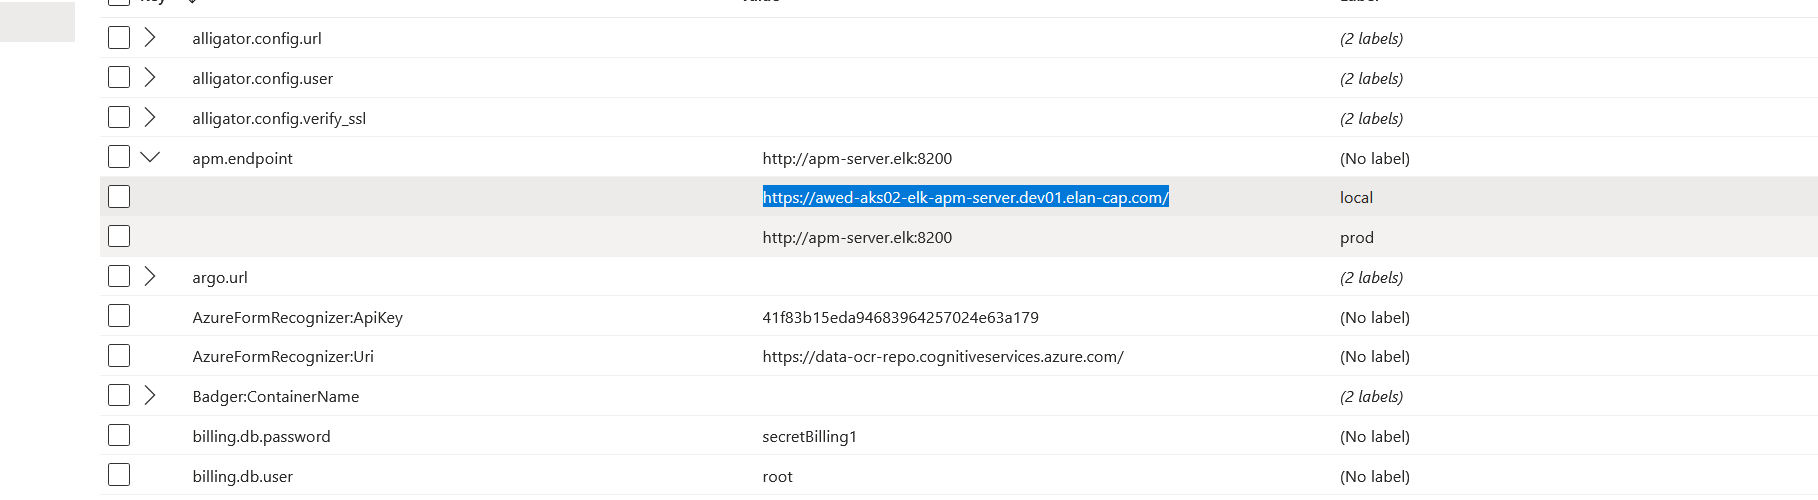 Key Value Label
alligator.config.url (2 labels)
alligator.config.user (2 labels)
alligator.config.verify_ssl (2 labels)
apm.endpoint http://apm-server.elk:8200 (No label)
https://awed-aks02-elk-apm-server.dev01.elan-cap.com/ local
http://apm-server.elk:8200 prod
argo.url (2 labels)
AzureFormRecognizer:ApiKey 41f83b15eda94683964257024e63a179 (No label)
AzureFormRecognizer:Uri https://data-ocr-repo.cognitiveservices.azure.com/ (No label)
Badger:ContainerName (2 labels)
billing.db.password secretBilling1 (No label)
billing.db.user root (No label)